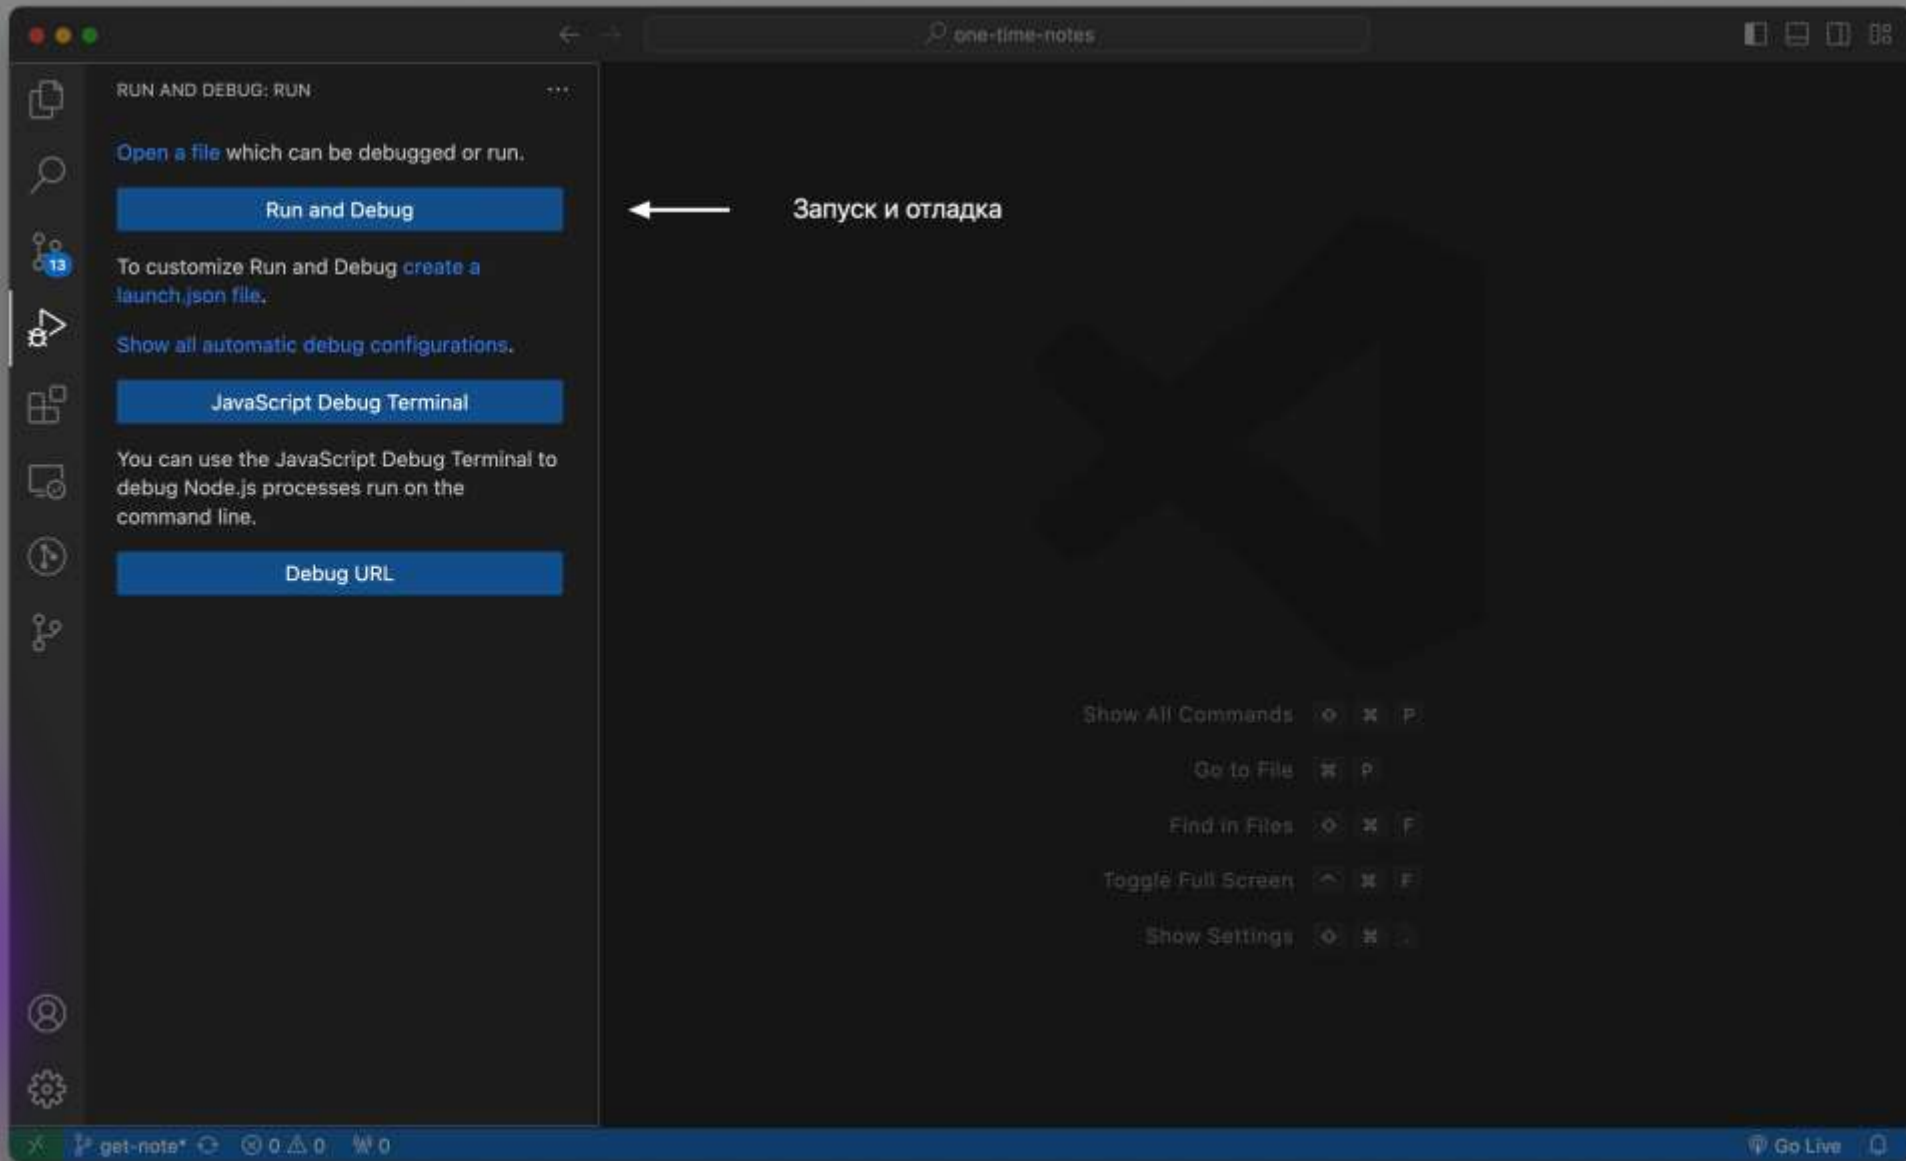 one-time-notes
RUN AND DEBUG: RUN
Open a file which can be debugged or run.
Run and Debug
Запуск и отладка
To customize Run and Debug create a
launch.json file.
Show all automatic debug configurations.
JavaScript Debug Terminal
You can use the JavaScript Debug Terminal to
debug Node.js processes run on the
command line.
Debug URL
13
Show All Commands ⇧ ⌘ P
Go to File ⌘ P
Find in Files ⇧ ⌘ F
Toggle Full Screen ^ ⌘ F
Show Settings ⇧ ⌘
get-note* 0 0 0
Go Live